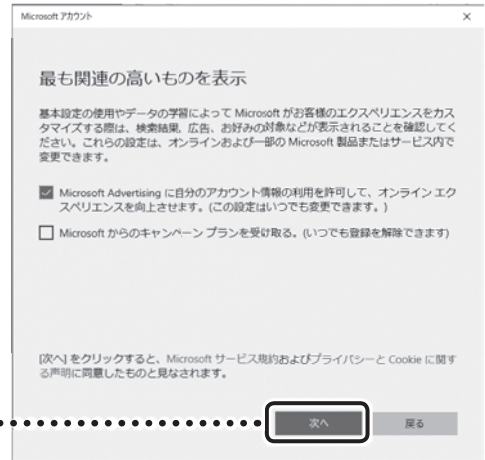 Microsoft アカウント
最も関連の高いものを表示
基本設定の使用やデータの学習によって Microsoft がお客様のエクスペリエンスをカス
タマイズする際は、検索結果、広告、お好みの対象などが表示されることを確認してく
ださい。これらの設定は、オンラインおよび一部の Microsoft 製品またはサービス内で
変更できます。
Microsoft Advertising に自分のアカウント情報の利用を許可して、オンライン エク
スペリエンスを向上させます。(この設定はいつでも変更できます。)
Microsoft からのキャンペーン プランを受け取る。(いつでも登録を解除できます)
[次へ] をクリックすると、Microsoft サービス規約およびプライバシーと Cookie に関す
る声明に同意したものと見なされます。
次へ
戻る